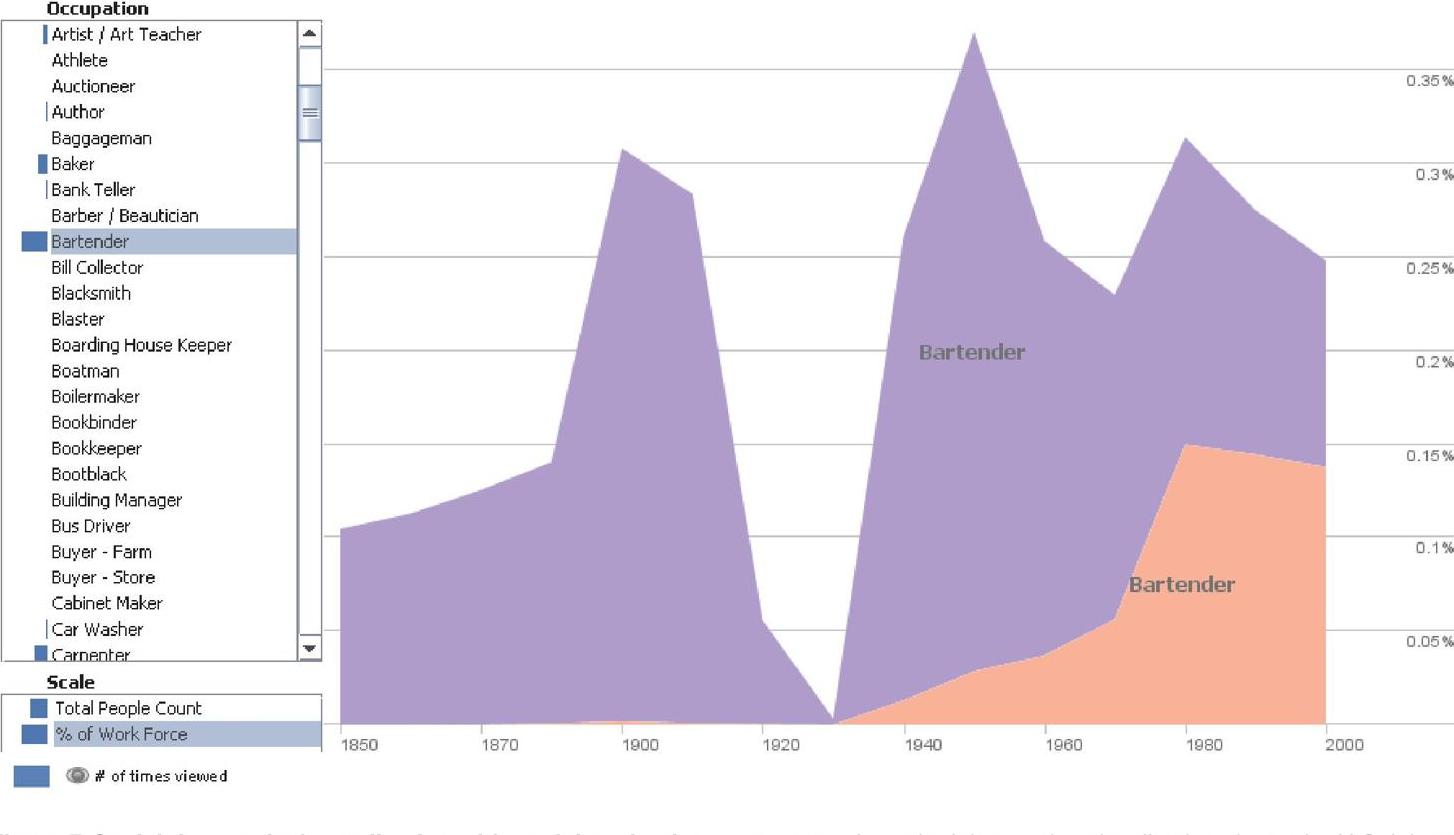 Occupation
Artist / Art Teacher
Athlete
Auctioneer
Author
Baggageman
Baker
Bank Teller
Barber / Beautician
Bartender
Bill Collector
Blacksmith
Blaster
Boarding House Keeper
Boatman
Boilermaker
Bookbinder
Bookkeeper
Bootblack
Building Manager
Bus Driver
Buyer - Farm
Buyer - Store
Cabinet Maker
Car Washer
Carpenter
Scale
Total People Count
% of Work Force
# of times viewed
0.35%
0.3%
0.25%
0.2%
0.15%
0.1%
0.05%
Bartender
Bartender
1850 1870 1900 1920 1940 1960 1980 2000